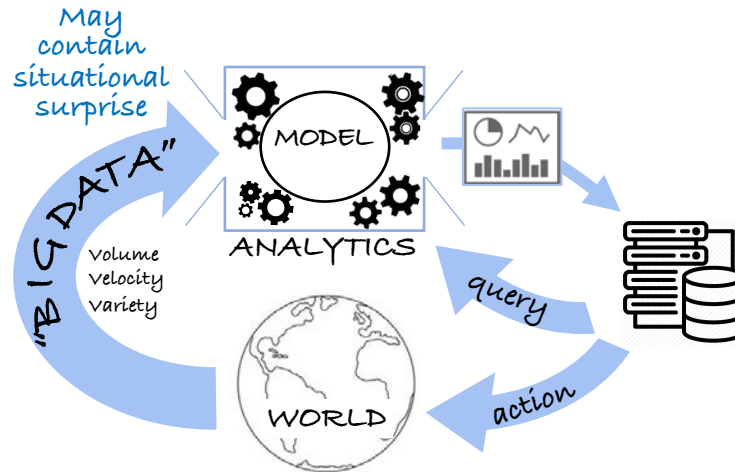 May
contain
situational
surprise
"BIG DATA"
Volume
Velocity
Variety
MODEL
ANALYTICS
query
action
WORLD